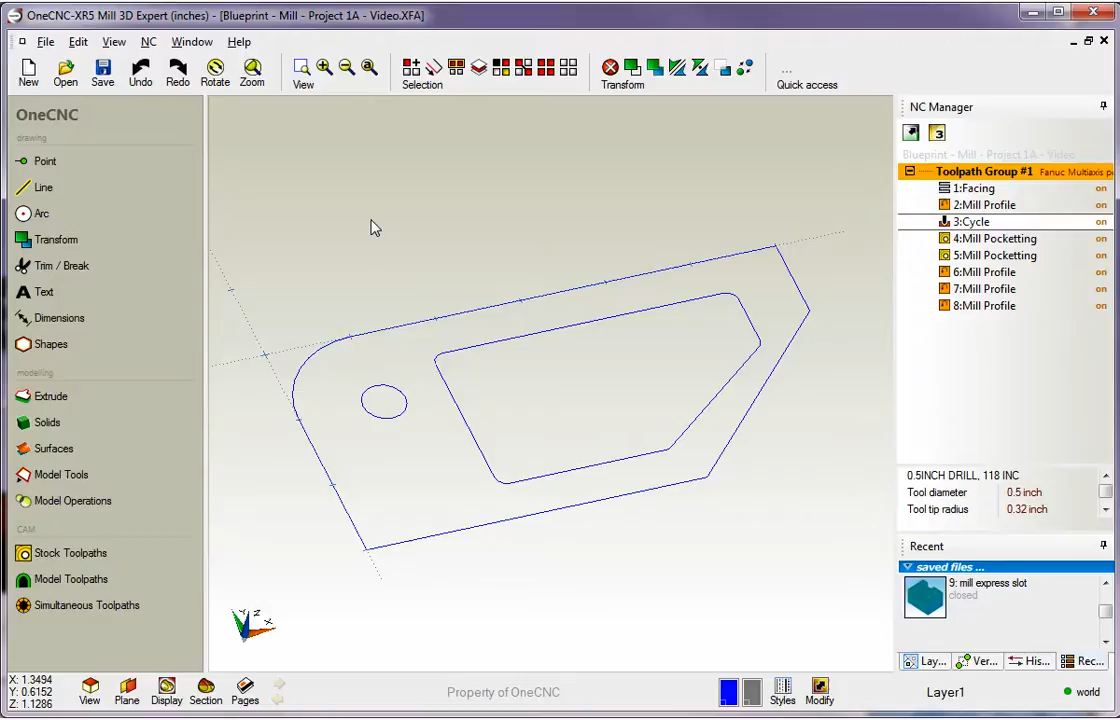 OneCNC-XR5 Mill 3D Expert (inches) - [Blueprint - Mill - Project 1A - Video.XFA]
File Edit View NC Window Help
New Open Save Undo Redo Rotate Zoom View Selection Transform ... Quick access
OneCNC
drawing
Point
Line
Arc
Transform
Trim / Break
Text
Dimensions
Shapes
modelling
Extrude
Solids
Surfaces
Model Tools
Model Operations
CAM
Stock Toolpaths
Model Toolpaths
Simultaneous Toolpaths
NC Manager
Blueprint - Mill - Project 1A - Video
Toolpath Group #1 Fanuc Multiaxis
1:Facing on
2:Mill Profile on
3:Cycle on
4:Mill Pocketting on
5:Mill Pocketting on
6:Mill Profile on
7:Mill Profile on
8:Mill Profile on
0.5INCH DRILL, 118 INC
Tool diameter 0.5 inch
Tool tip radius 0.32 inch
Recent
saved files ...
9: mill express slot
closed
Lay... Ver... His... Rec...
Y Z X
X: 1.3494
Y: 0.6152
Z: 1.1286
View Plane Display Section Pages
Property of OneCNC
Styles Modify
Layer1
world